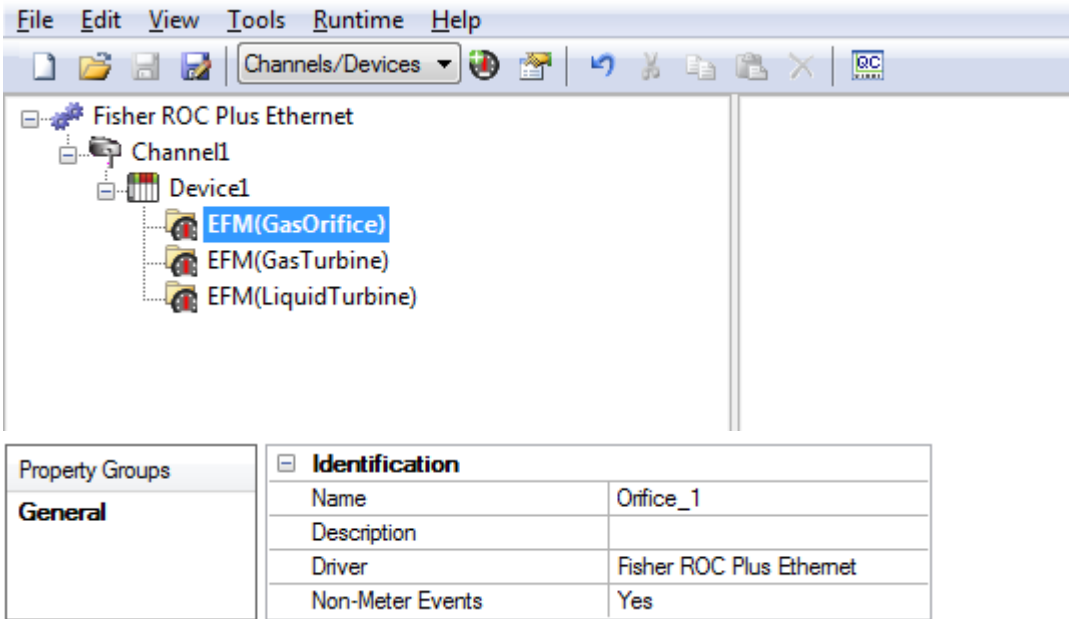 File Edit View Tools Runtime Help
Channels/Devices QC
Fisher ROC Plus Ethernet
Channel1
Device1
EFM(GasOrifice)
EFM(GasTurbine)
EFM(LiquidTurbine)
Property Groups
General
Identification
Name Orifice_1
Description
Driver Fisher ROC Plus Ethernet
Non-Meter Events Yes